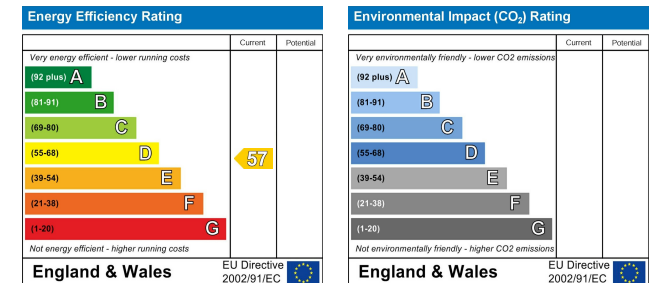 Energy Efficiency Rating
Current Potential
Very energy efficient - lower running costs
(92 plus) A
(81-91) B
(69-80) C
(55-68) D
57
(39-54) E
(21-38) F
(1-20) G
Not energy efficient - higher running costs
England & Wales
EU Directive
2002/91/EC
Environmental Impact (CO₂) Rating
Current Potential
Very environmentally friendly - lower CO2 emissions
(92 plus) A
(81-91) B
(69-80) C
(55-68) D
(39-54) E
(21-38) F
(1-20) G
Not environmentally friendly - higher CO2 emissions
England & Wales
EU Directive
2002/91/EC